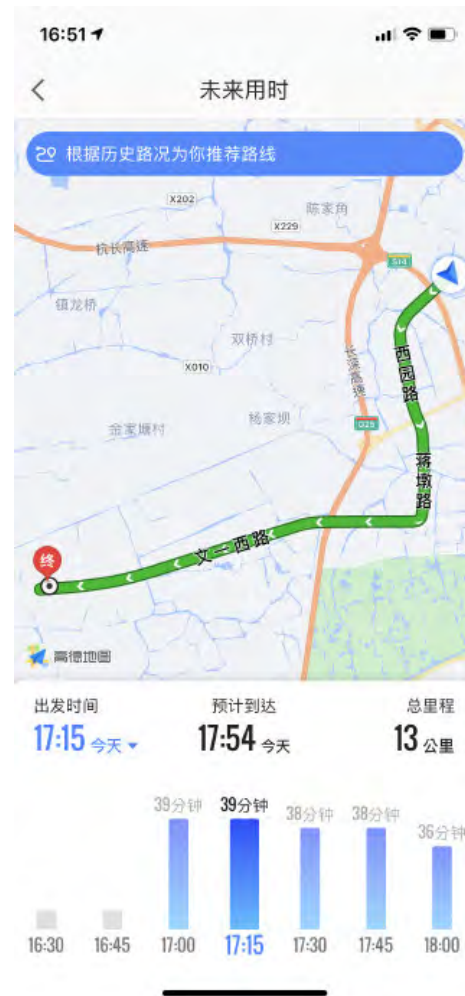 16:51
未来用时
根据历史路况为你推荐路线
X202
陈家角
X229
杭长高速
S14
镇龙桥
西园路
双桥村
长深高速
X010
杨家坝
金家堰村
G25
蒋墩路
文一西路
终
高德地图
出发时间 预计到达 总里程
17:15 今天 17:54 今天 13 公里
39分钟 39分钟 38分钟 38分钟 36分钟
16:30 16:45 17:00 17:15 17:30 17:45 18:00